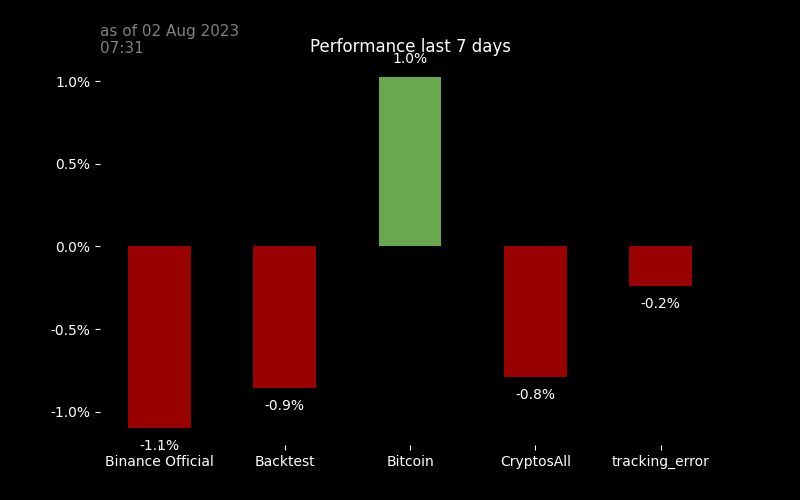 as of 02 Aug 2023
07:31
Performance last 7 days
1.0%
1.0%
0.5%
0.0%
-0.5%
-1.0%
-0.2%
-0.8%
-0.9%
-1.1%
Binance Official
Backtest
Bitcoin
CryptosAll
tracking_error